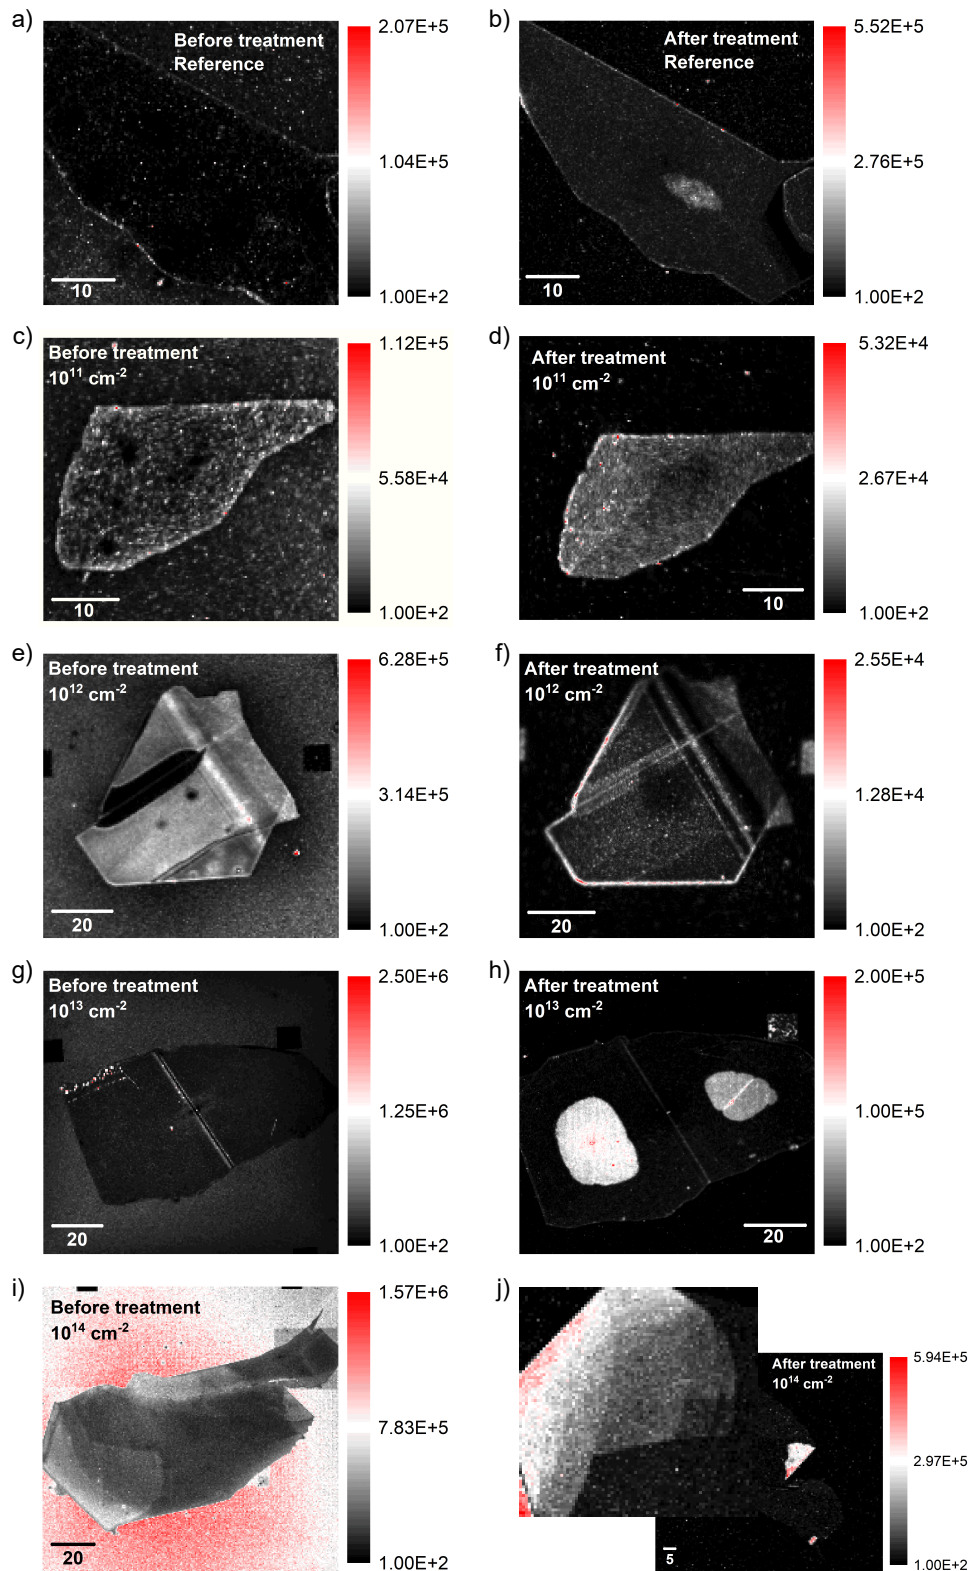 a)
Before treatment
Reference
2.07E+5
1.04E+5
1.00E+2
10
b)
After treatment
Reference
5.52E+5
2.76E+5
1.00E+2
10
c)
Before treatment
10¹¹ cm⁻²
1.12E+5
5.58E+4
1.00E+2
10
d)
After treatment
10¹¹ cm⁻²
5.32E+4
2.67E+4
1.00E+2
10
e)
Before treatment
10¹² cm⁻²
6.28E+5
3.14E+5
1.00E+2
20
f)
After treatment
10¹² cm⁻²
2.55E+4
1.28E+4
1.00E+2
20
g)
Before treatment
10¹³ cm⁻²
2.50E+6
1.25E+6
1.00E+2
20
h)
After treatment
10¹³ cm⁻²
2.00E+5
1.00E+5
1.00E+2
20
i)
Before treatment
10¹⁴ cm⁻²
1.57E+6
7.83E+5
1.00E+2
20
j)
After treatment
10¹⁴ cm⁻²
5.94E+5
2.97E+5
1.00E+2
5